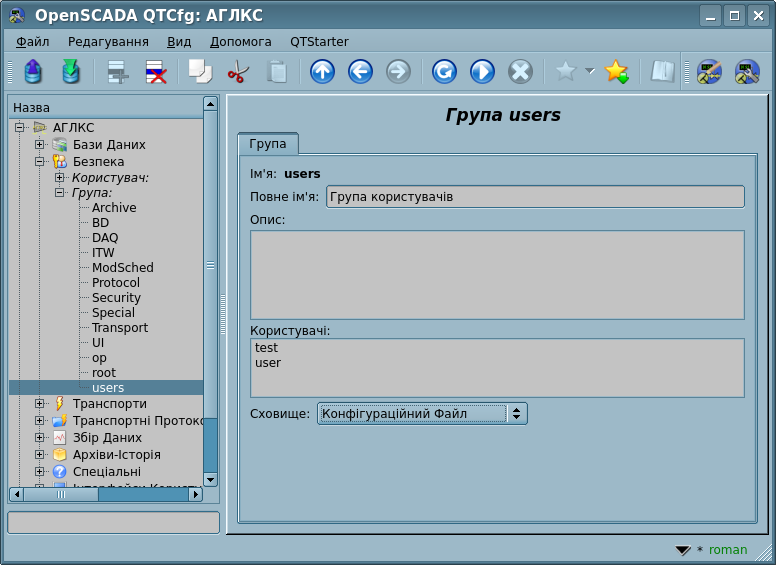 OpenSCADA QTCfg: АГЛКС
Файл Редагування Вид Допомога QTStarter
Назва
АГЛКС
Бази Даних
Безпека
Користувач:
Група:
Archive
BD
DAQ
ITW
ModSched
Protocol
Security
Special
Transport
UI
op
root
users
Транспорти
Транспортні Протоко
Збір Даних
Архіви-Історія
Спеціальні
Інтерфейси Користу
Група users
Група
Ім'я: users
Повне ім'я: Група користувачів
Опис:
Користувачі:
test
user
Сховище: Конфігураційний Файл
* roman